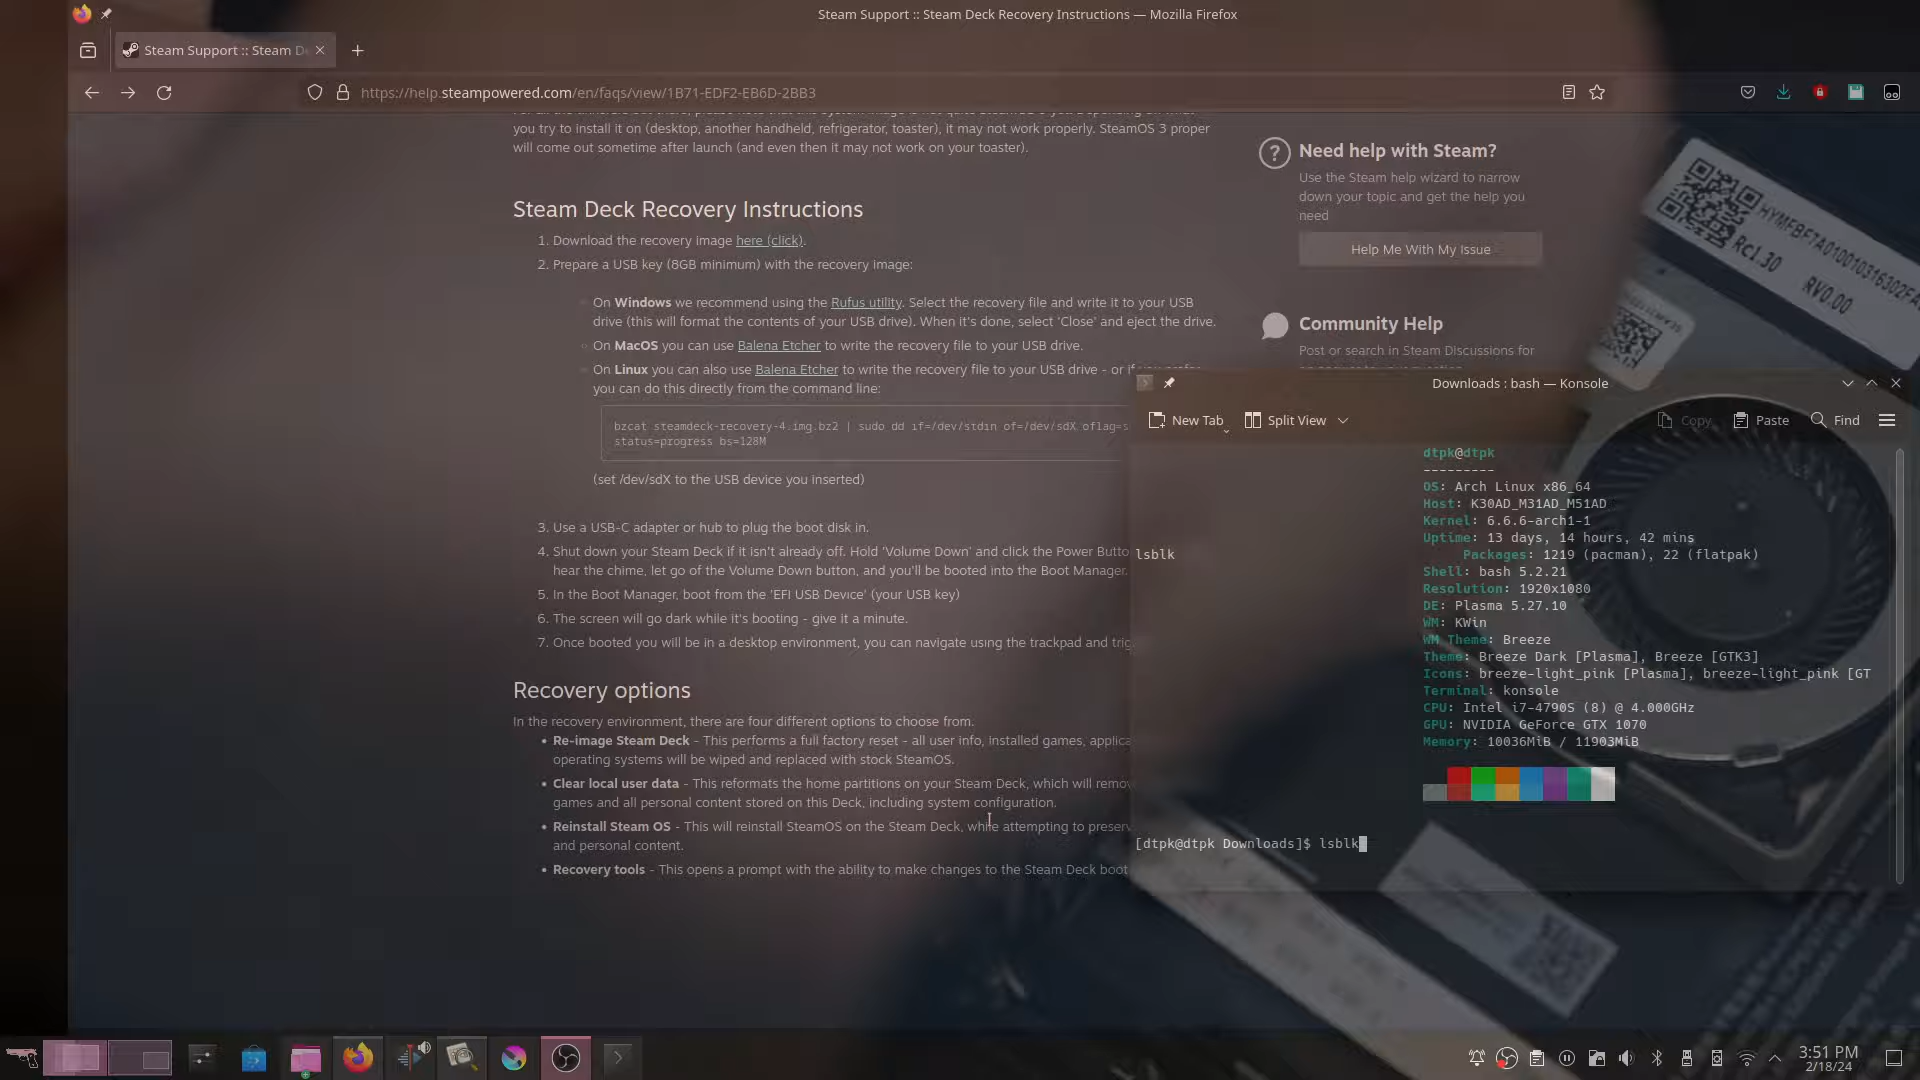 Steam Support :: Steam Deck Recovery Instructions — Mozilla Firefox
Steam Support :: Steam D
https://help.steampowered.com/en/faqs/view/1B71-EDF2-EB6D-2BB3
you try to install it on (desktop, another handheld, refrigerator, toaster), it may not work properly. SteamOS 3 proper
will come out sometime after launch (and even then it may not work on your toaster).
Steam Deck Recovery Instructions
1. Download the recovery image here (click).
2. Prepare a USB key (8GB minimum) with the recovery image:
On Windows we recommend using the Rufus utility. Select the recovery file and write it to your USB
drive (this will format the contents of your USB drive). When it's done, select 'Close' and eject the drive.
On MacOS you can use Balena Etcher to write the recovery file to your USB drive.
On Linux you can also use Balena Etcher to write the recovery file to your USB drive - or if you prefer
you can do this directly from the command line:
bzcat steamdeck-recovery-4.img.bz2 | sudo dd if=/dev/stdin of=/dev/sdX oflag=s
status=progress bs=128M
(set /dev/sdX to the USB device you inserted)
3. Use a USB-C adapter or hub to plug the boot disk in.
4. Shut down your Steam Deck if it isn't already off. Hold 'Volume Down' and click the Power Butto
hear the chime, let go of the Volume Down button, and you'll be booted into the Boot Manager.
5. In the Boot Manager, boot from the 'EFI USB Device' (your USB key)
6. The screen will go dark while it's booting - give it a minute.
7. Once booted you will be in a desktop environment, you can navigate using the trackpad and trig
Recovery options
In the recovery environment, there are four different options to choose from.
• Re-image Steam Deck - This performs a full factory reset - all user info, installed games, applica
operating systems will be wiped and replaced with stock SteamOS.
• Clear local user data - This reformats the home partitions on your Steam Deck, which will remov
games and all personal content stored on this Deck, including system configuration.
• Reinstall Steam OS - This will reinstall SteamOS on the Steam Deck, while attempting to preserv
and personal content.
• Recovery tools - This opens a prompt with the ability to make changes to the Steam Deck boot
Need help with Steam?
Use the Steam help wizard to narrow
down your topic and get the help you
need
Help Me With My Issue
Community Help
Post or search in Steam Discussions for
Rc1.30
RV0.00
Downloads : bash — Konsole
New Tab
Split View
Copy
Paste
Find
dtpk@dtpk
---------
OS: Arch Linux x86_64
Host: K30AD_M31AD_M51AD
Kernel: 6.6.6-arch1-1
Uptime: 13 days, 14 hours, 42 mins
lsblk
Packages: 1219 (pacman), 22 (flatpak)
Shell: bash 5.2.21
Resolution: 1920x1080
DE: Plasma 5.27.10
WM: KWin
WM Theme: Breeze
Theme: Breeze Dark [Plasma], Breeze [GTK3]
Icons: breeze-light_pink [Plasma], breeze-light_pink [GT
Terminal: konsole
CPU: Intel i7-4790S (8) @ 4.000GHz
GPU: NVIDIA GeForce GTX 1070
Memory: 10036MiB / 11903MiB
[dtpk@dtpk Downloads]$ lsblk
3:51 PM
2/18/24